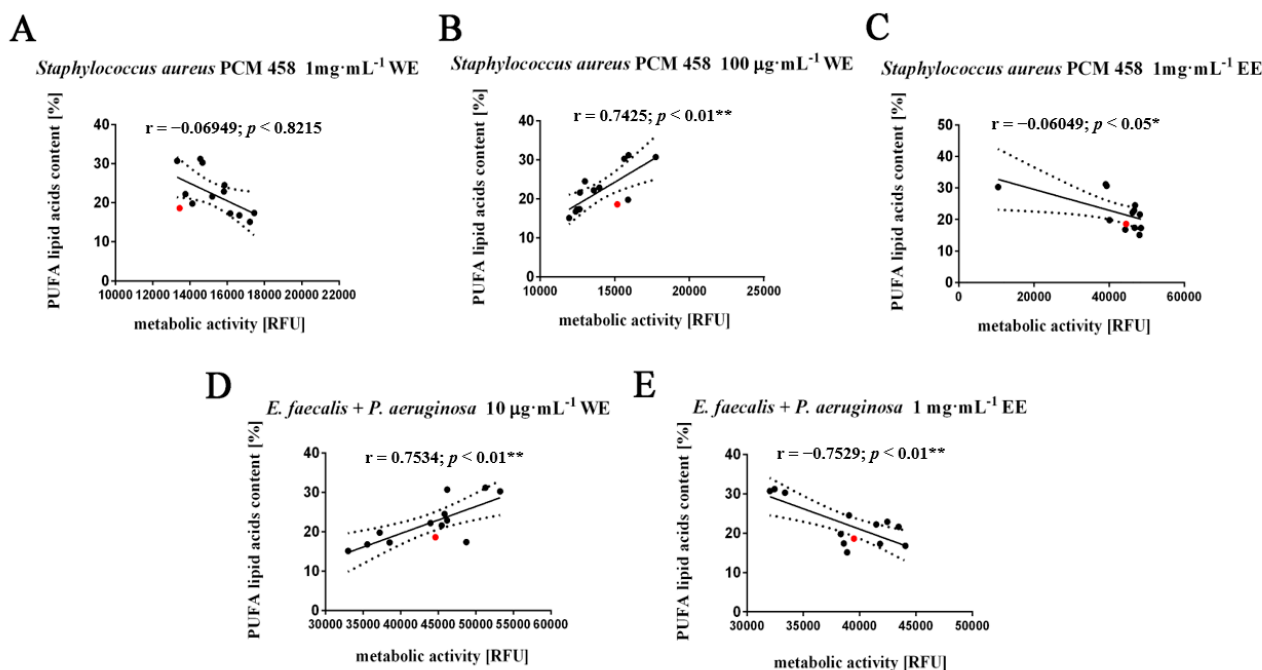 A
Staphylococcus aureus PCM 458 1mg·mL⁻¹ WE
r = −0.06949; p < 0.8215
PUFA lipid acids content [%]
40
30
20
10
0
10000 12000 14000 16000 18000 20000 22000
metabolic activity [RFU]
B
Staphylococcus aureus PCM 458 100 µg·mL⁻¹ WE
r = 0.7425; p < 0.01**
PUFA lipid acids content [%]
40
30
20
10
0
10000 15000 20000 25000
metabolic activity [RFU]
C
Staphylococcus aureus PCM 458 1mg·mL⁻¹ EE
r = −0.06049; p < 0.05*
PUFA lipid acids content [%]
50
40
30
20
10
0
0 20000 40000 60000
metabolic activity [RFU]
D
E. faecalis + P. aeruginosa 10 µg·mL⁻¹ WE
r = 0.7534; p < 0.01**
PUFA lipid acids content [%]
40
30
20
10
0
30000 35000 40000 45000 50000 55000 60000
metabolic activity [RFU]
E
E. faecalis + P. aeruginosa 1 mg·mL⁻¹ EE
r = −0.7529; p < 0.01**
PUFA lipid acids content [%]
40
30
20
10
0
30000 35000 40000 45000 50000
metabolic activity [RFU]